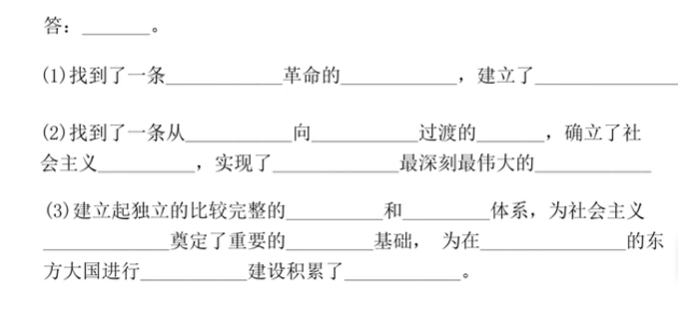 答：_______。
(1)找到了一条____________革命的____________，建立了_______________
(2)找到了一条从___________向___________过渡的_______，确立了社
会主义__________，实现了_____________最深刻最伟大的____________
(3)建立起独立的比较完整的__________和_________体系，为社会主义
_____________奠定了重要的_________基础， 为在_______________的东
方大国进行___________建设积累了____________。